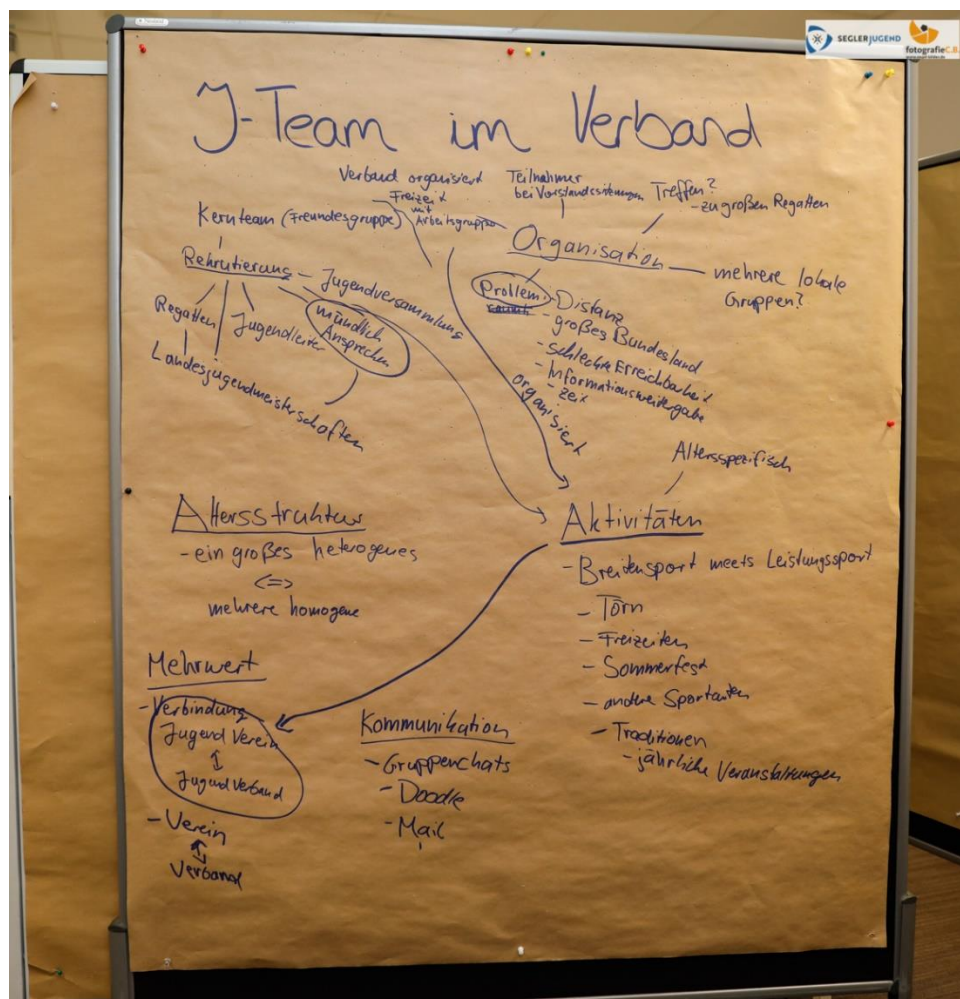 SEGLERJUGEND
fotografieC.B.
J-Team im Verband
Verband organisiert
Freizeit
mit
Arbeitsgruppe
Teilnahmer
bei Vorstandssitzungen
Treffen?
- zu großen Regatten
Kernteam (Freundesgruppe)
Organisation
mehrere lokale
Gruppen?
Rekrutierung
- Jugendversammlung
mündlich
Ansprechen
Regatten
Jugendleiter
Landesjugendmeisterschaften
Problem:
- Distanz
- großes Bundesland
- schlechte Erreichbarkeit
- Informationsweitergabe
- Zeit
organisiert
Altersspezifisch
Altersstruktur
- ein großes heterogenes
<=>
mehrere homogene
Aktivitäten
- Breitensport meets Leistungssport
- Törn
- Freizeiten
- Sommerfest
- andere Sportarten
- Traditionen
- jährliche Veranstaltungen
Mehrwert
- Verbindung
Jugend Verein
↕
Jugend Verband
- Verein
↕
Verband
Kommunikation
- Gruppenchats
- Doodle
- Mail